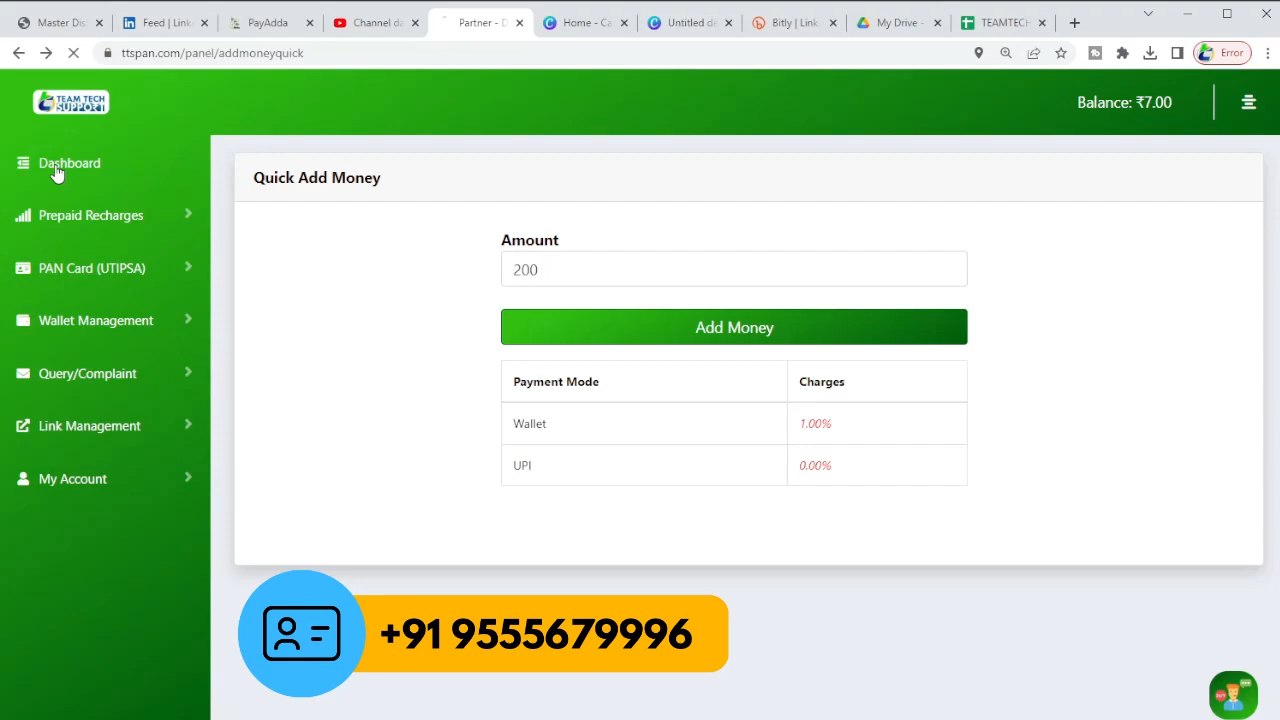 Master Dis
Feed | Link
PayAdda
Channel da
Partner - D
Home - Ca
Untitled de
Bitly | Link
My Drive -
TEAMTECH
ttspan.com/panel/addmoneyquick
Error
TEAM TECH
SUPPORT
Balance: ₹7.00
Dashboard
Prepaid Recharges
PAN Card (UTIPSA)
Wallet Management
Query/Complaint
Link Management
My Account
Quick Add Money
Amount
200
Add Money
Payment Mode Charges
Wallet 1.00%
UPI 0.00%
+91 9555679996